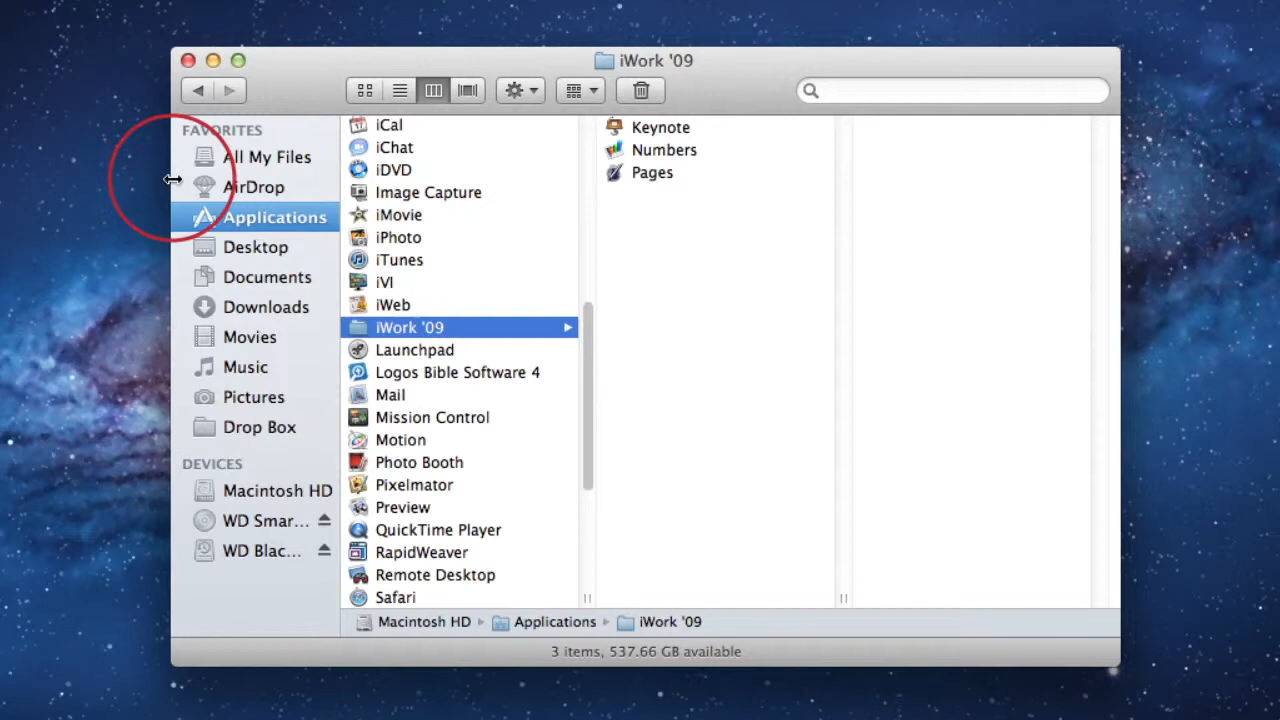 iWork '09
FAVORITES
All My Files
AirDrop
Applications
Desktop
Documents
Downloads
Movies
Music
Pictures
Drop Box
DEVICES
Macintosh HD
WD Smar...
WD Blac...
iCal
iChat
iDVD
Image Capture
iMovie
iPhoto
iTunes
iVI
iWeb
iWork '09
Launchpad
Logos Bible Software 4
Mail
Mission Control
Motion
Photo Booth
Pixelmator
Preview
QuickTime Player
RapidWeaver
Remote Desktop
Safari
Keynote
Numbers
Pages
Macintosh HD Applications iWork '09
3 items, 537.66 GB available